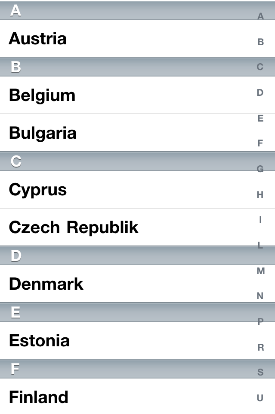 A
Austria
B
Belgium
Bulgaria
C
Cyprus
Czech Republik
D
Denmark
E
Estonia
F
Finland
A
B
C
D
E
F
G
H
I
L
M
N
P
R
S
U